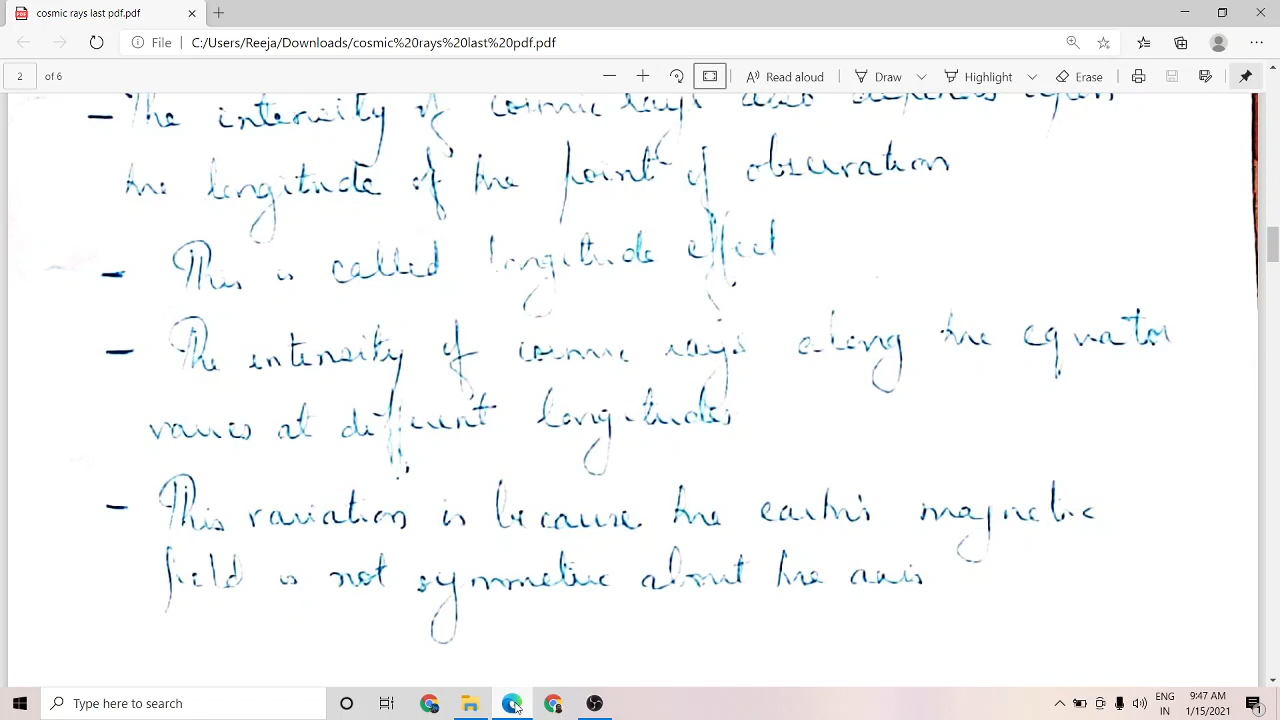 cosmic rays last pdf.pdf
File C:/Users/Reeja/Downloads/cosmic%20rays%20last%20pdf.pdf
2 of 6 Read aloud Draw Highlight Erase
- The intensity of cosmic rays also depends upon
the longitude of the point of observation
- This is called longitude effect
- The intensity of cosmic rays along the equator
varies at different longitudes
- This variation is because the earth's magnetic
field is not symmetric about the axis
Type here to search
ENG 9:47 AM
IN 1/15/2021